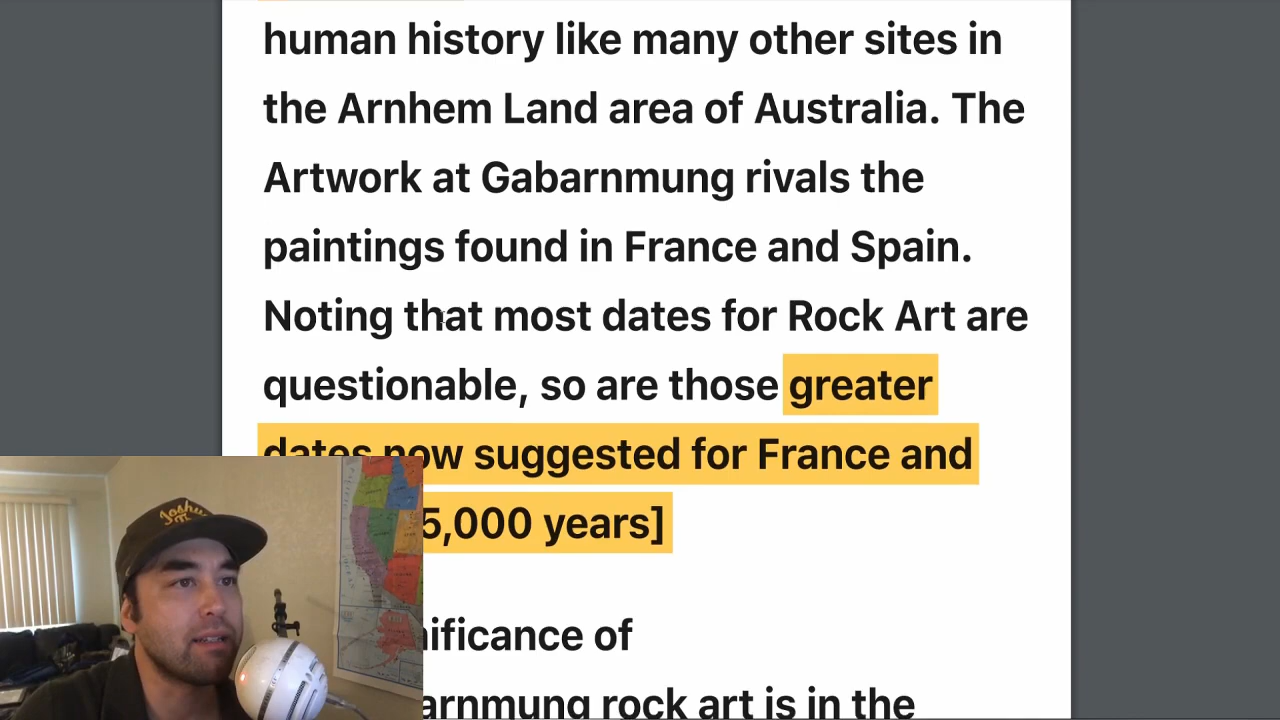 human history like many other sites in
the Arnhem Land area of Australia. The
Artwork at Gabarnmung rivals the
paintings found in France and Spain.
Noting that most dates for Rock Art are
questionable, so are those greater
dates now suggested for France and
5,000 years]
ificance of
arnmung rock art is in the